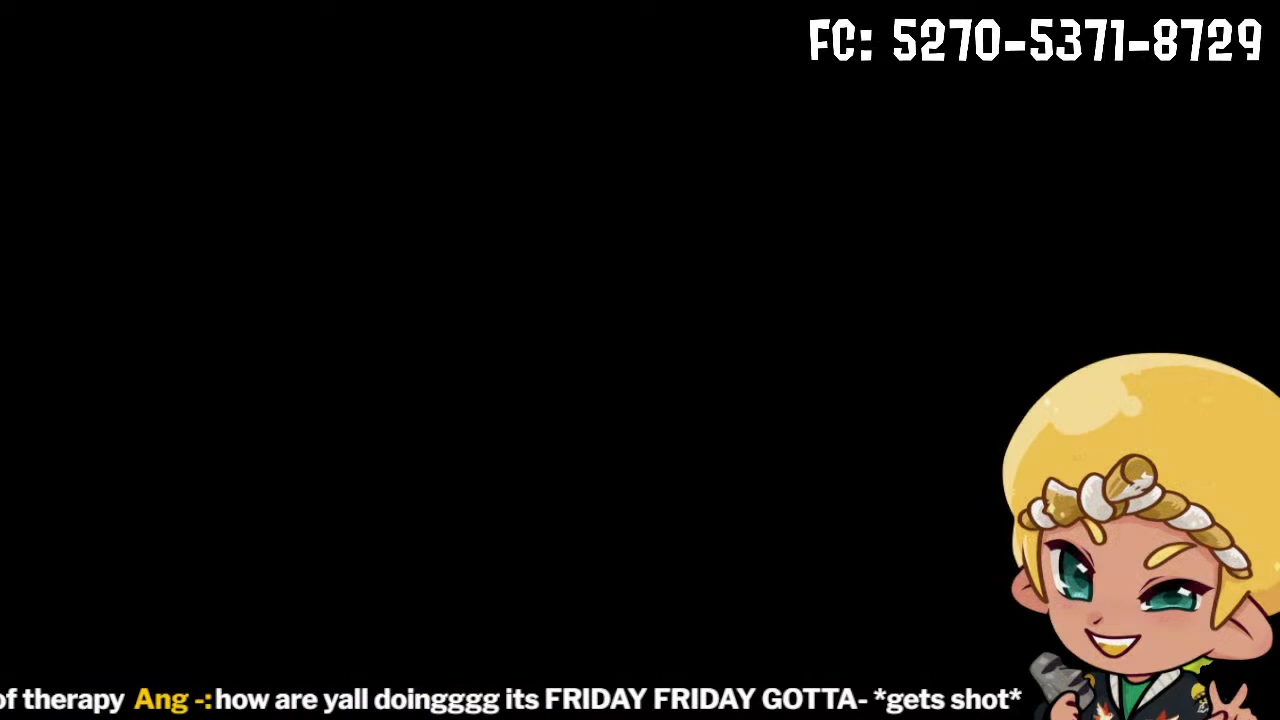 FC: 5270-5371-8729
of therapy Ang -: how are yall doingggg its FRIDAY FRIDAY GOTTA- *gets shot*